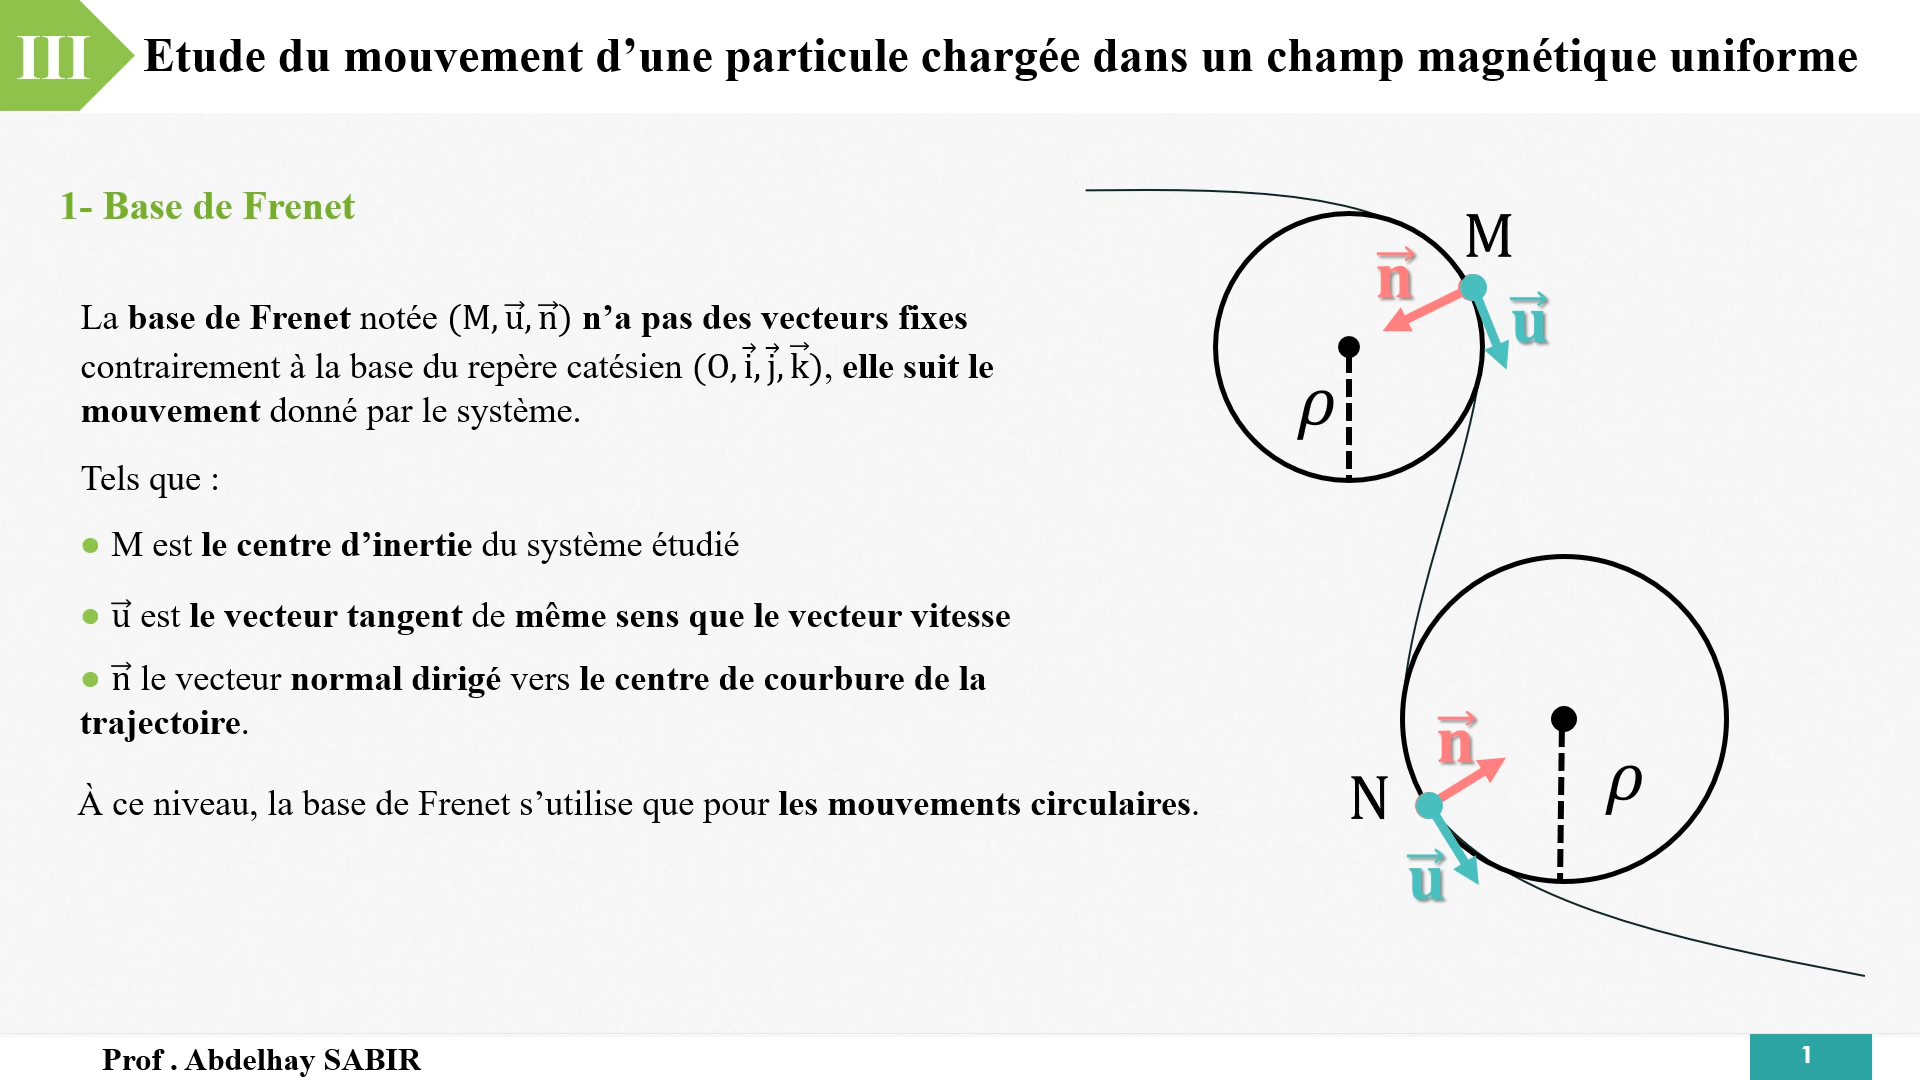 III
Etude du mouvement d’une particule chargée dans un champ magnétique uniforme
1- Base de Frenet
La base de Frenet notée (M, u⃗, n⃗) n’a pas des vecteurs fixes
contrairement à la base du repère catésien (O, i⃗, j⃗, k⃗), elle suit le
mouvement donné par le système.
Tels que :
● M est le centre d’inertie du système étudié
● u⃗ est le vecteur tangent de même sens que le vecteur vitesse
● n⃗ le vecteur normal dirigé vers le centre de courbure de la
trajectoire.
À ce niveau, la base de Frenet s’utilise que pour les mouvements circulaires.
M
n⃗
u⃗
ρ
n⃗
ρ
N
u⃗
Prof . Abdelhay SABIR
1